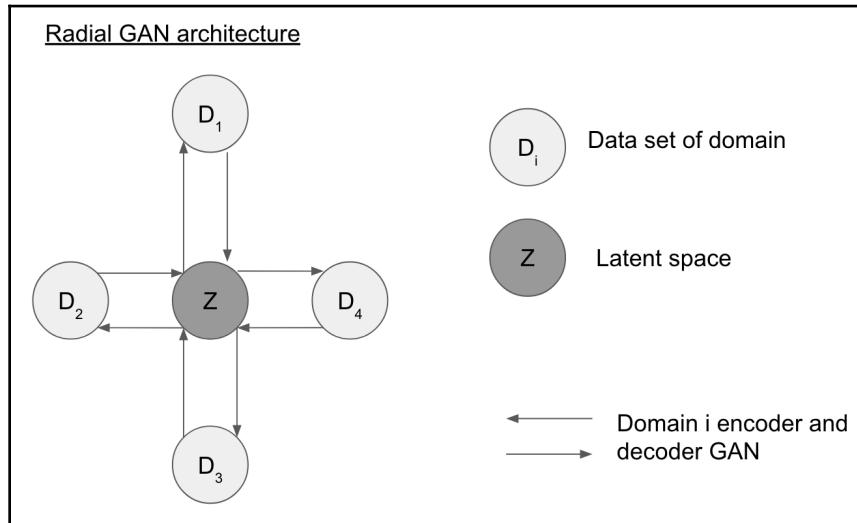 Radial GAN architecture
D₁
D₂
Z
D₄
D₃
Dᵢ
Data set of domain
Z
Latent space
Domain i encoder and
decoder GAN